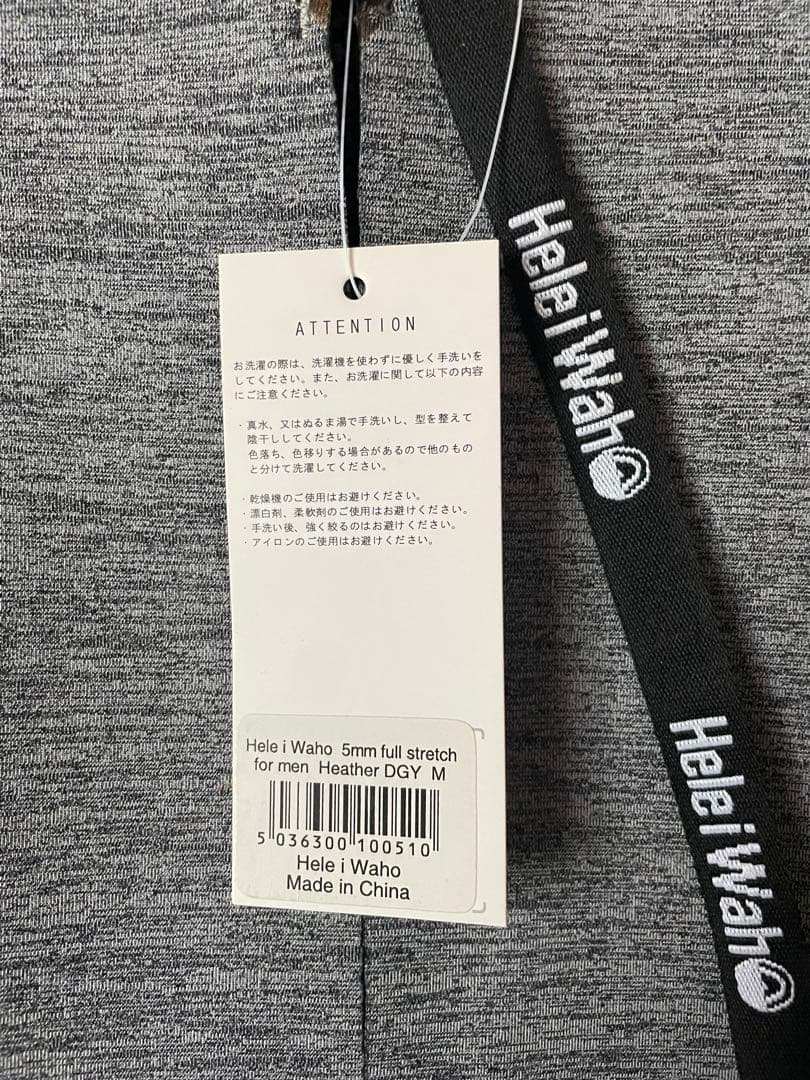 ATTENTION
お洗濯の際は、洗濯機を使わずに優しく手洗いを
してください。また、お洗濯に関して以下の内容
にご注意ください。
・真水、又はぬるま湯で手洗いし、型を整えて
陰干ししてください。
色落ち、色移りする場合があるので他のもの
と分けて洗濯してください。
・乾燥機のご使用はお避けください。
・漂白剤、柔軟剤のご使用はお避けください。
・手洗い後、強く絞るのはお避けください。
・アイロンのご使用はお避けください。
Hele i Waho 5mm full stretch
for men Heather DGY M
5 036300 100510
Hele i Waho
Made in China
Hele i Waho
Hele i Waho